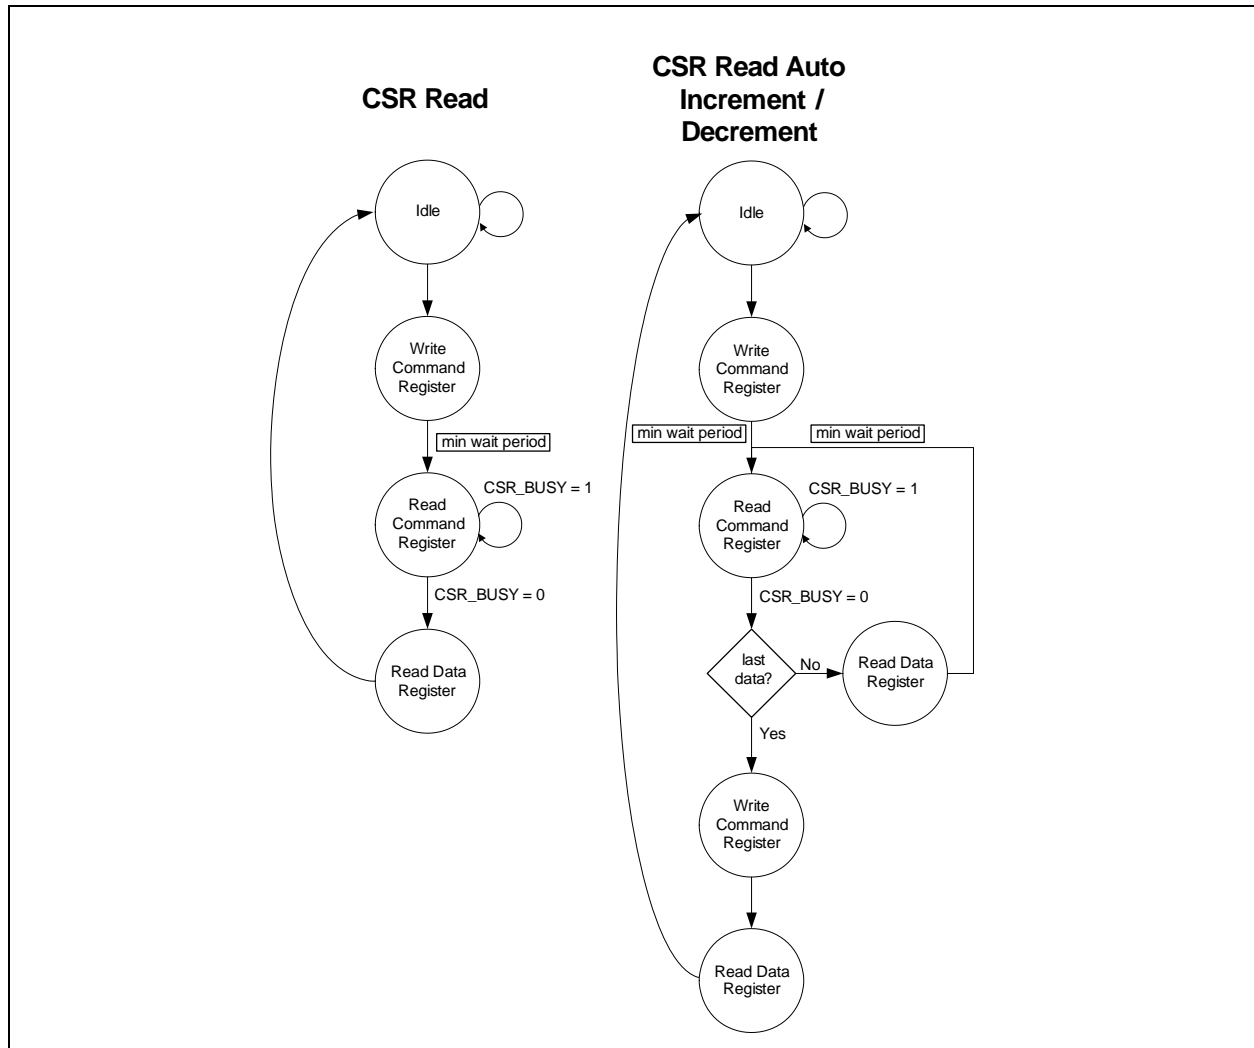 CSR Read
Idle
Write
Command
Register
min wait period
Read
Command
Register
CSR_BUSY = 1
CSR_BUSY = 0
Read Data
Register
CSR Read Auto
Increment /
Decrement
Idle
Write
Command
Register
min wait period
min wait period
Read
Command
Register
CSR_BUSY = 1
CSR_BUSY = 0
last
data?
No
Read Data
Register
Yes
Write
Command
Register
Read Data
Register